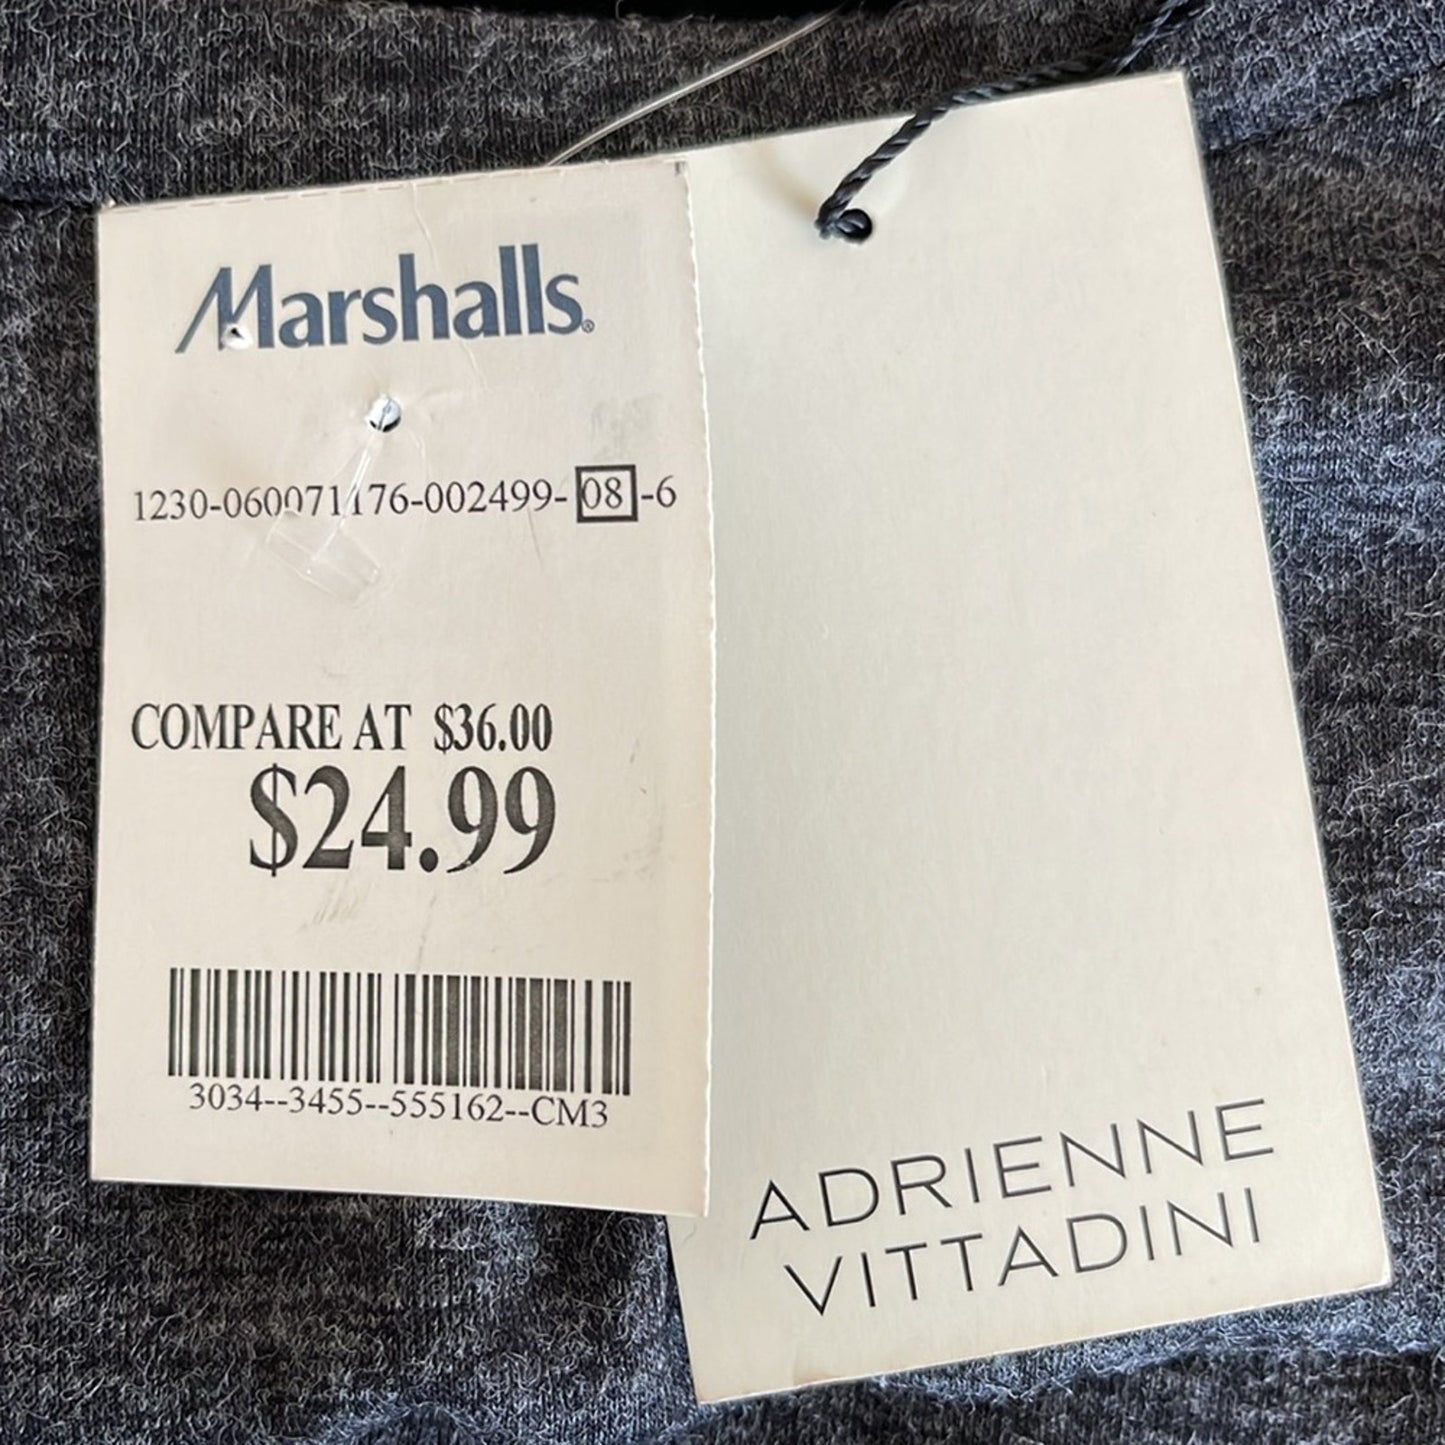 Marshalls®
1230-060071176-002499-08-6
COMPARE AT $36.00
$24.99
3034--3455--555162--CM3
ADRIENNE
VITTADINI